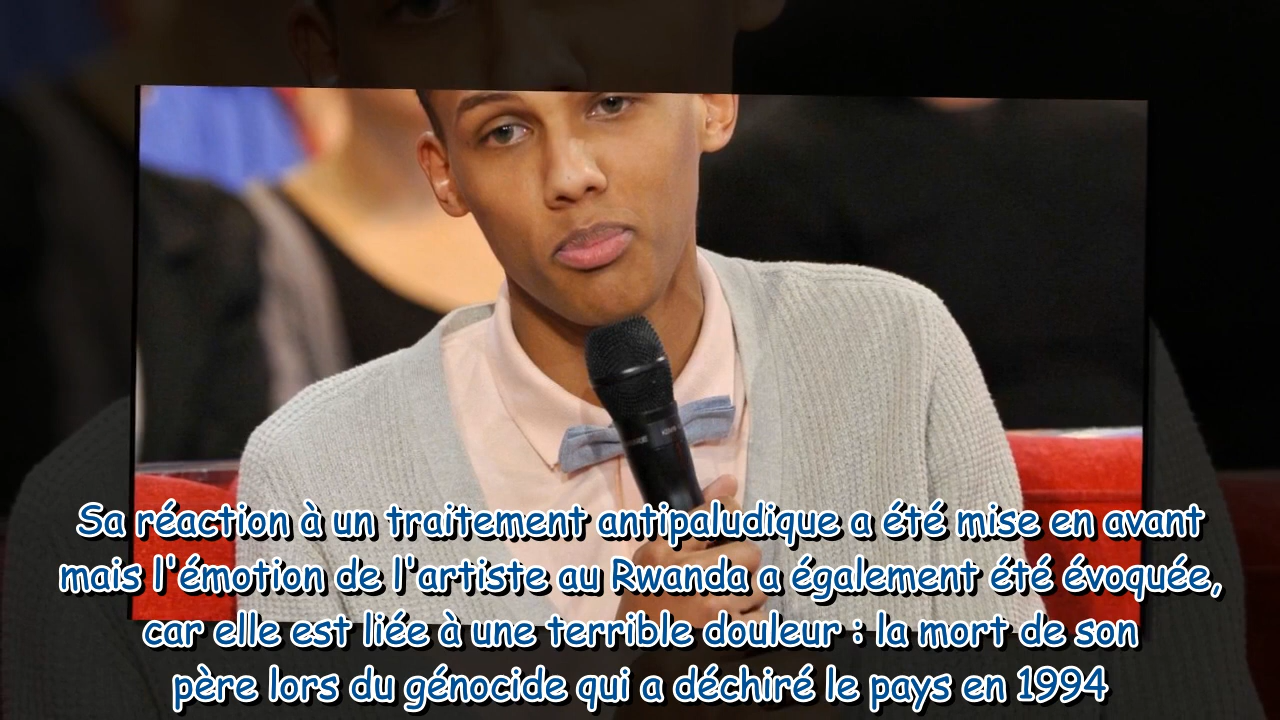 Sa réaction à un traitement antipaludique a été mise en avant
mais l'émotion de l'artiste au Rwanda a également été évoquée,
car elle est liée à une terrible douleur : la mort de son
père lors du génocide qui a déchiré le pays en 1994